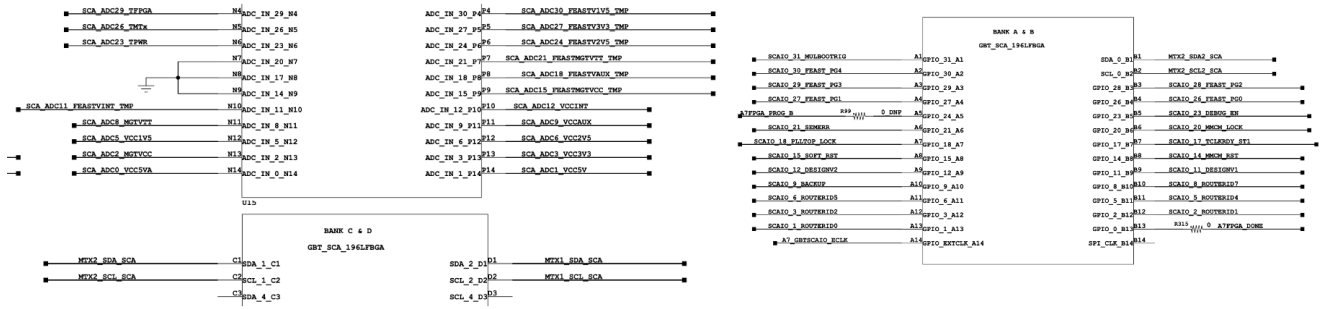 SCA_ADC29_TFPGA N4 ADC_IN_29_N4 ADC_IN_30_P4 P4 SCA_ADC30_FEASTV1V5_TMP
SCA_ADC26_TMTx N5 ADC_IN_26_N5 ADC_IN_27_P5 P5 SCA_ADC27_FEASTV3V3_TMP
SCA_ADC23_TPWR N6 ADC_IN_23_N6 ADC_IN_24_P6 P6 SCA_ADC24_FEASTV2V5_TMP
N7 ADC_IN_20_N7 ADC_IN_21_P7 P7 SCA_ADC21_FEASTMGTVTT_TMP
N8 ADC_IN_17_N8 ADC_IN_18_P8 P8 SCA_ADC18_FEASTVAUX_TMP
N9 ADC_IN_14_N9 ADC_IN_15_P9 P9 SCA_ADC15_FEASTMGTVCC_TMP
SCA_ADC11_FEASTVINT_TMP N10 ADC_IN_11_N10 ADC_IN_12_P10 P10 SCA_ADC12_VCCINT
SCA_ADC8_MGTVTT N11 ADC_IN_8_N11 ADC_IN_9_P11 P11 SCA_ADC9_VCCAUX
SCA_ADC5_VCC1V5 N12 ADC_IN_5_N12 ADC_IN_6_P12 P12 SCA_ADC6_VCC2V5
SCA_ADC2_MGTVCC N13 ADC_IN_2_N13 ADC_IN_3_P13 P13 SCA_ADC3_VCC3V3
SCA_ADC0_VCC5VA N14 ADC_IN_0_N14 ADC_IN_1_P14 P14 SCA_ADC1_VCC5V
U15
BANK C & D
GBT_SCA_196LFBGA
MTX2_SDA_SCA C1 SDA_1_C1 SDA_2_D1 D1 MTX1_SDA_SCA
MTX2_SCL_SCA C2 SCL_1_C2 SCL_2_D2 D2 MTX1_SCL_SCA
C3 SDA_4_C3 SCL_4_D3 D3
BANK A & B
GBT_SCA_196LFBGA
SCAIO_31_MULBOOTRIG A1 GPIO_31_A1 SDA_0_B1 B1 MTX2_SDA2_SCA
SCAIO_30_FEAST_PG4 A2 GPIO_30_A2 SCL_0_B2 B2 MTX2_SCL2_SCA
SCAIO_29_FEAST_PG3 A3 GPIO_29_A3 GPIO_28_B3 B3 SCAIO_28_FEAST_PG2
SCAIO_27_FEAST_PG1 A4 GPIO_27_A4 GPIO_26_B4 B4 SCAIO_26_FEAST_PG0
A7FPGA_PROG_B R99 0_DNP A5 GPIO_24_A5 GPIO_23_B5 B5 SCAIO_23_DEBUG_EN
SCAIO_21_SEMERR A6 GPIO_21_A6 GPIO_20_B6 B6 SCAIO_20_MMCM_LOCK
SCAIO_18_PLLTOP_LOCK A7 GPIO_18_A7 GPIO_17_B7 B7 SCAIO_17_TCLKRDY_ST1
SCAIO_15_SOFT_RST A8 GPIO_15_A8 GPIO_14_B8 B8 SCAIO_14_MMCM_RST
SCAIO_12_DESIGNV2 A9 GPIO_12_A9 GPIO_11_B9 B9 SCAIO_11_DESIGNV1
SCAIO_9_BACKUP A10 GPIO_9_A10 GPIO_8_B10 B10 SCAIO_8_ROUTERID7
SCAIO_6_ROUTERID5 A11 GPIO_6_A11 GPIO_5_B11 B11 SCAIO_5_ROUTERID4
SCAIO_3_ROUTERID2 A12 GPIO_3_A12 GPIO_2_B12 B12 SCAIO_2_ROUTERID1
SCAIO_1_ROUTERID0 A13 GPIO_1_A13 GPIO_0_B13 B13 R315 0 A7FPGA_DONE
A7_GBTSCAIO_ECLK A14 GPIO_EXTCLK_A14 SPI_CLK_B14 B14